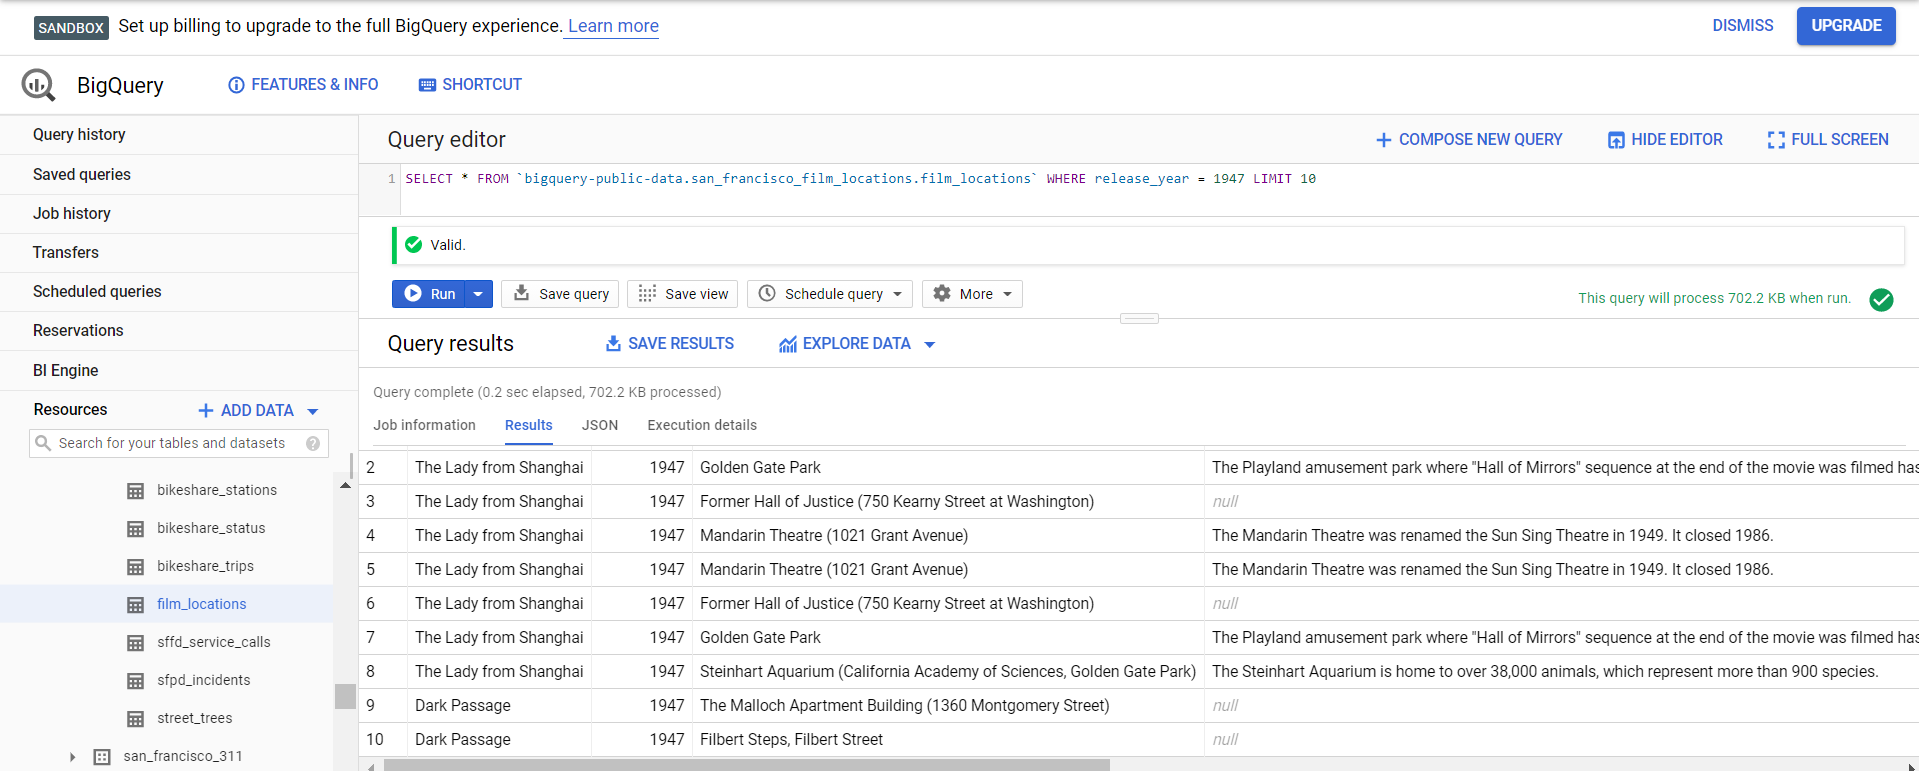 SANDBOX Set up billing to upgrade to the full BigQuery experience. Learn more DISMISS UPGRADE
BigQuery FEATURES & INFO SHORTCUT
Query history
Saved queries
Job history
Transfers
Scheduled queries
Reservations
BI Engine
Resources ADD DATA
Search for your tables and datasets
bikeshare_stations
bikeshare_status
bikeshare_trips
film_locations
sffd_service_calls
sfpd_incidents
street_trees
san_francisco_311
Query editor COMPOSE NEW QUERY HIDE EDITOR FULL SCREEN
1 SELECT * FROM `bigquery-public-data.san_francisco_film_locations.film_locations` WHERE release_year = 1947 LIMIT 10
Valid.
Run Save query Save view Schedule query More This query will process 702.2 KB when run.
Query results SAVE RESULTS EXPLORE DATA
Query complete (0.2 sec elapsed, 702.2 KB processed)
Job information Results JSON Execution details
2 The Lady from Shanghai 1947 Golden Gate Park The Playland amusement park where "Hall of Mirrors" sequence at the end of the movie was filmed has
3 The Lady from Shanghai 1947 Former Hall of Justice (750 Kearny Street at Washington) null
4 The Lady from Shanghai 1947 Mandarin Theatre (1021 Grant Avenue) The Mandarin Theatre was renamed the Sun Sing Theatre in 1949. It closed 1986.
5 The Lady from Shanghai 1947 Mandarin Theatre (1021 Grant Avenue) The Mandarin Theatre was renamed the Sun Sing Theatre in 1949. It closed 1986.
6 The Lady from Shanghai 1947 Former Hall of Justice (750 Kearny Street at Washington) null
7 The Lady from Shanghai 1947 Golden Gate Park The Playland amusement park where "Hall of Mirrors" sequence at the end of the movie was filmed has
8 The Lady from Shanghai 1947 Steinhart Aquarium (California Academy of Sciences, Golden Gate Park) The Steinhart Aquarium is home to over 38,000 animals, which represent more than 900 species.
9 Dark Passage 1947 The Malloch Apartment Building (1360 Montgomery Street) null
10 Dark Passage 1947 Filbert Steps, Filbert Street null